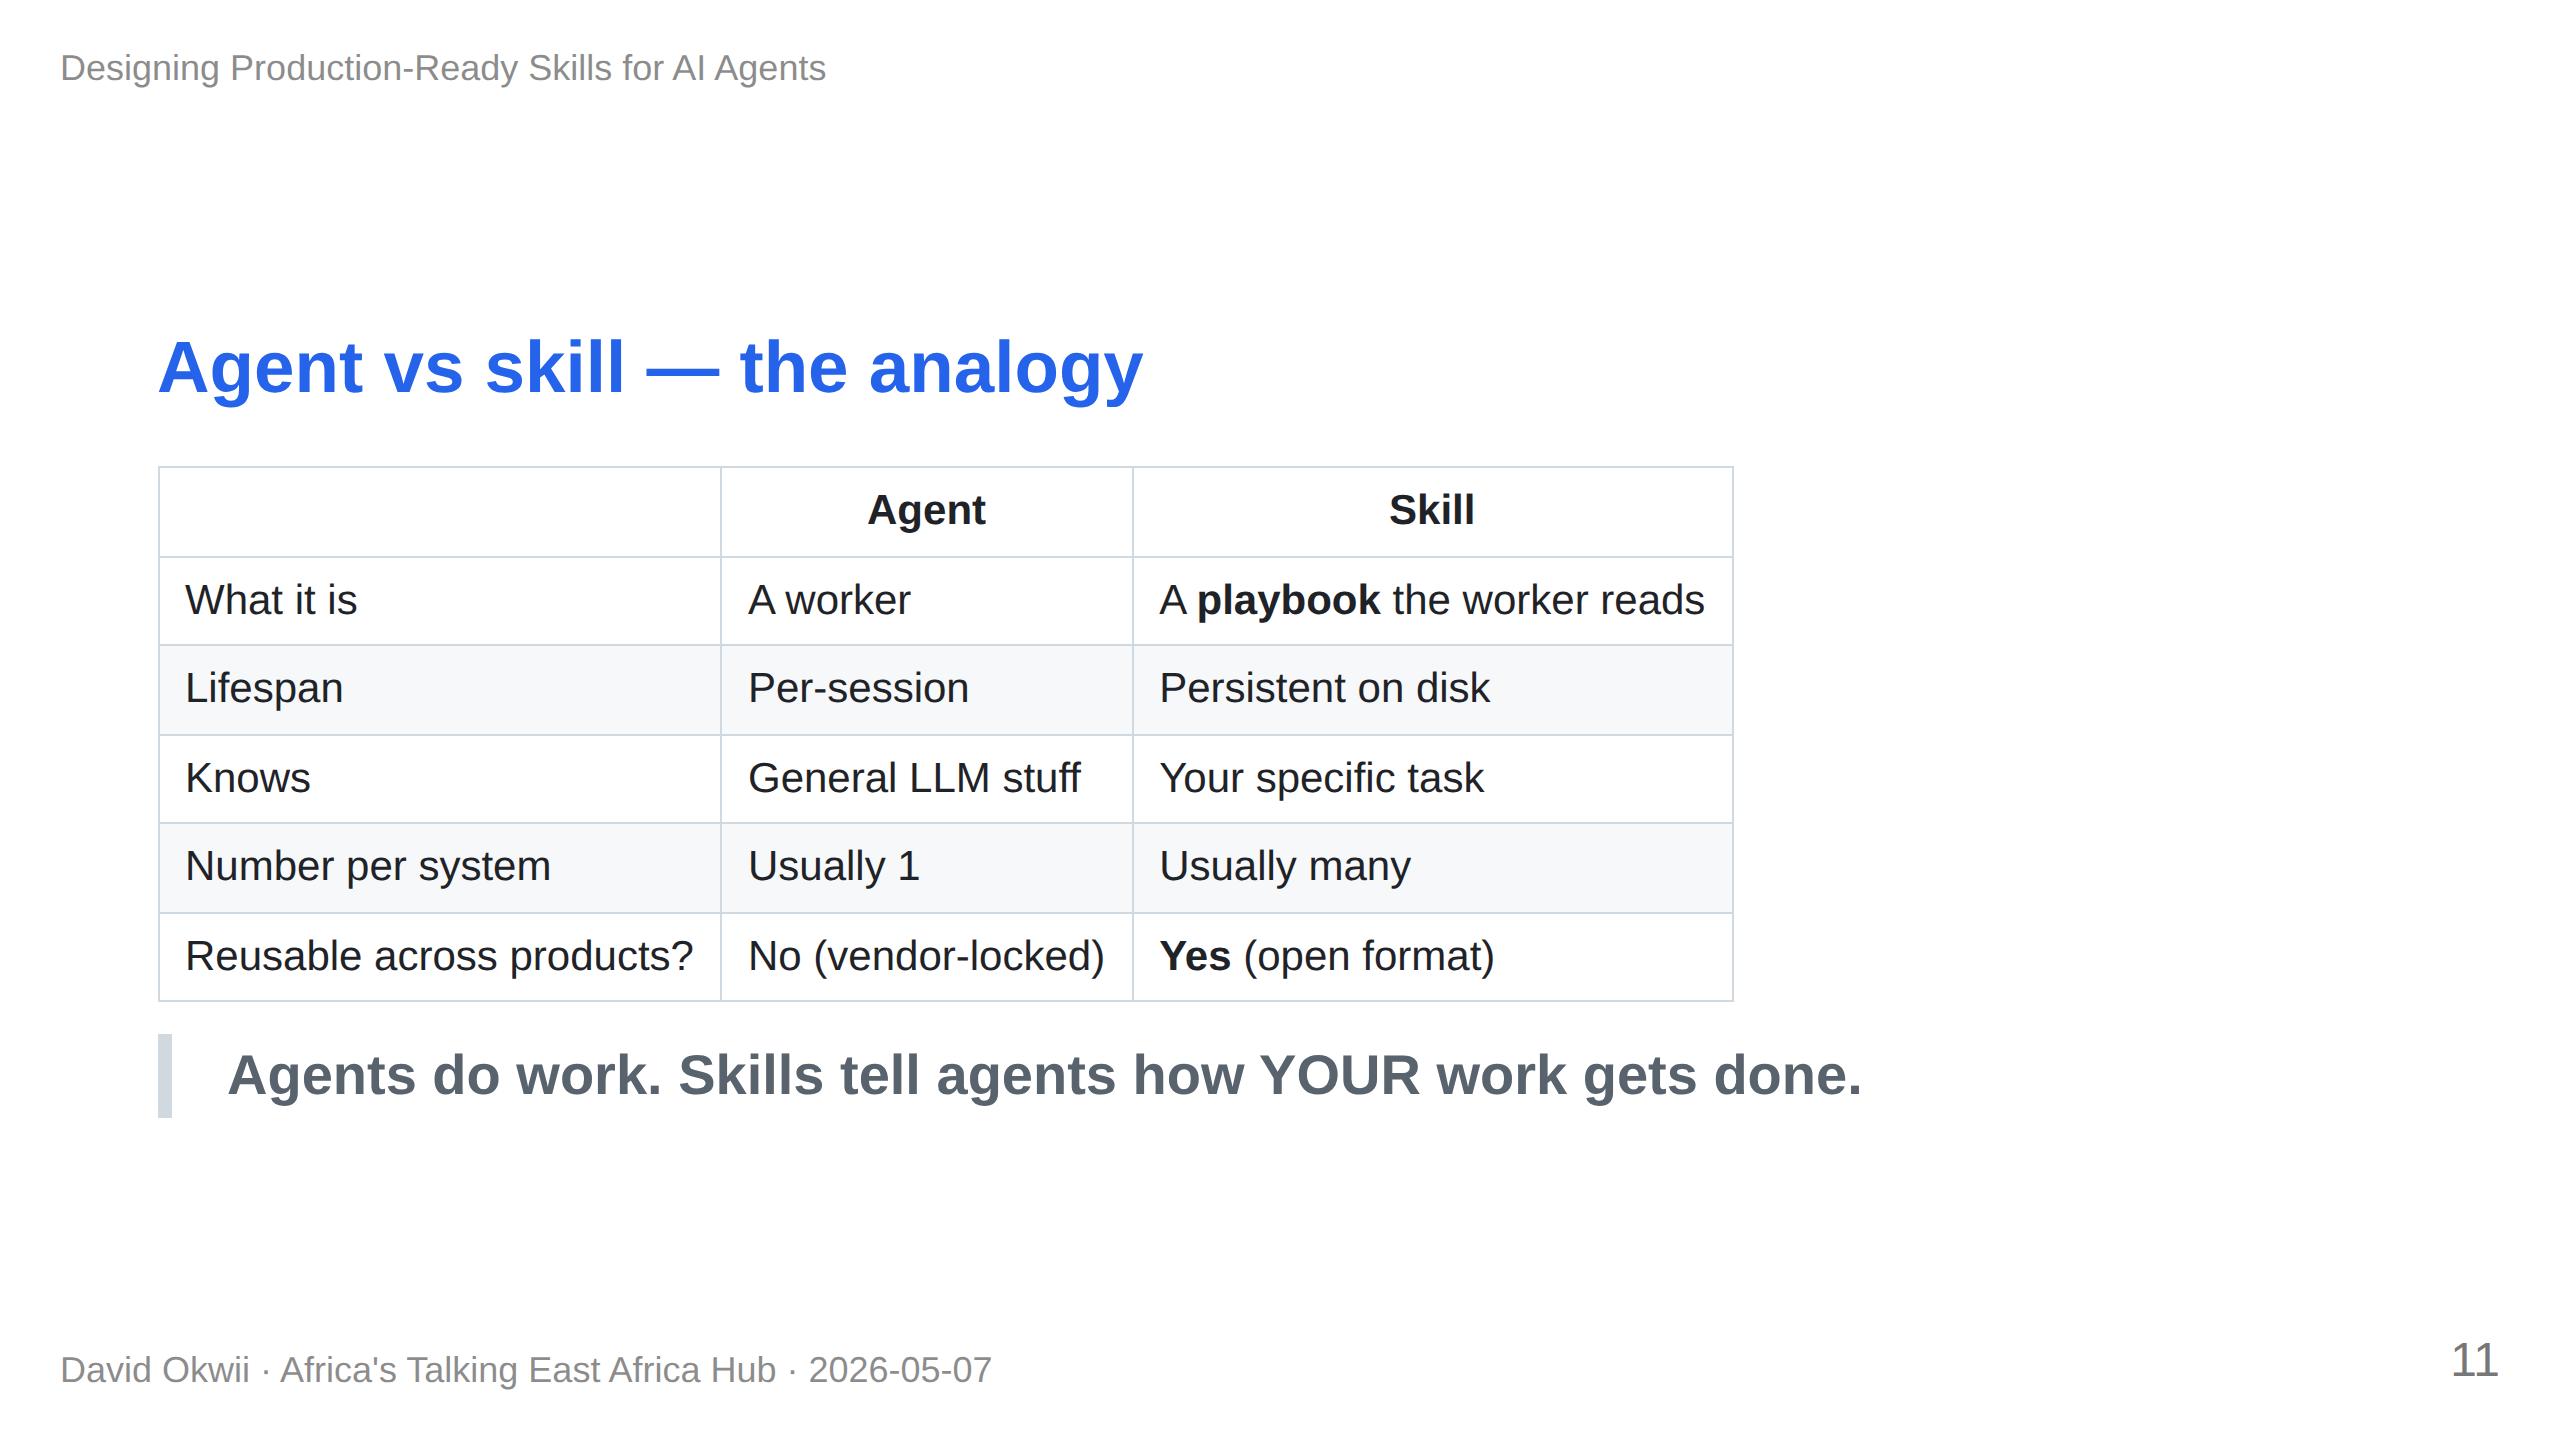 Designing Production-Ready Skills for AI Agents
Agent vs skill — the analogy
Agent Skill
What it is A worker A playbook the worker reads
Lifespan Per-session Persistent on disk
Knows General LLM stuff Your specific task
Number per system Usually 1 Usually many
Reusable across products? No (vendor-locked) Yes (open format)
Agents do work. Skills tell agents how YOUR work gets done.
David Okwii · Africa's Talking East Africa Hub · 2026-05-07
11